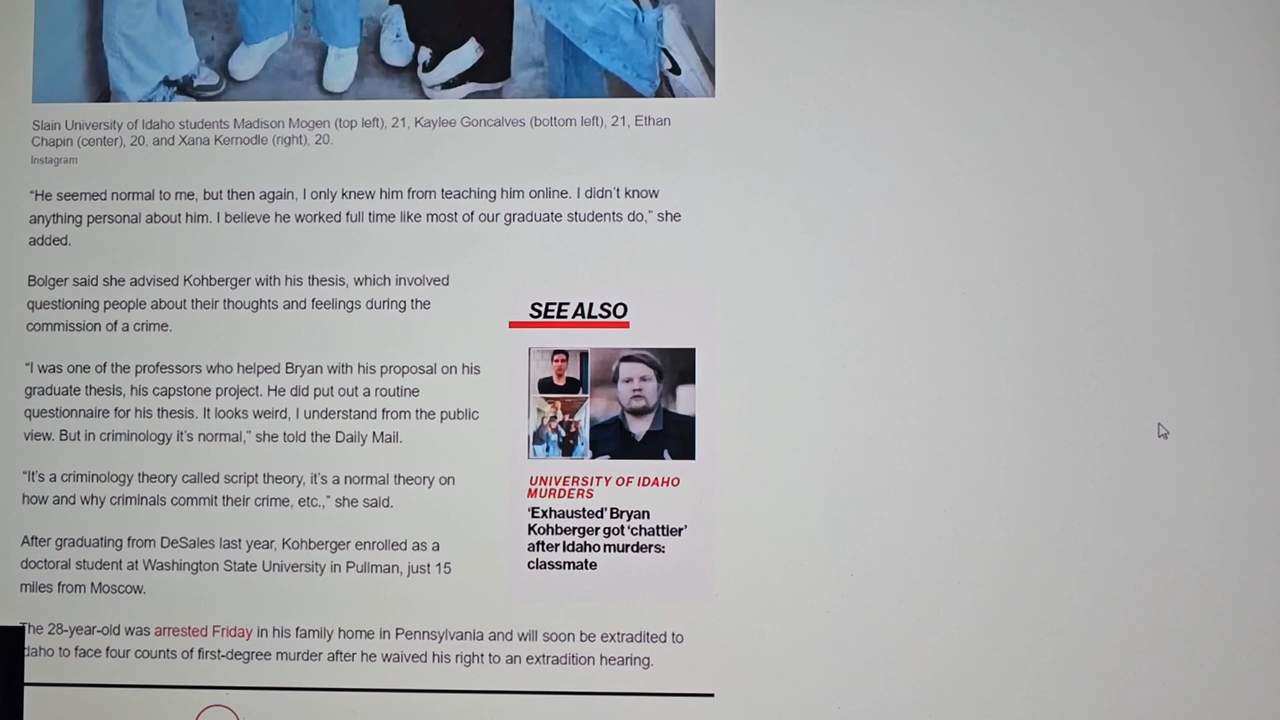 Slain University of Idaho students Madison Mogen (top left), 21, Kaylee Goncalves (bottom left), 21, Ethan
Chapin (center), 20, and Xana Kernodle (right), 20.
Instagram
“He seemed normal to me, but then again, I only knew him from teaching him online. I didn’t know
anything personal about him. I believe he worked full time like most of our graduate students do,” she
added.
Bolger said she advised Kohberger with his thesis, which involved
questioning people about their thoughts and feelings during the
commission of a crime.
“I was one of the professors who helped Bryan with his proposal on his
graduate thesis, his capstone project. He did put out a routine
questionnaire for his thesis. It looks weird, I understand from the public
view. But in criminology it’s normal,” she told the Daily Mail.
“It’s a criminology theory called script theory, it’s a normal theory on
how and why criminals commit their crime, etc.,” she said.
After graduating from DeSales last year, Kohberger enrolled as a
doctoral student at Washington State University in Pullman, just 15
miles from Moscow.
SEE ALSO
UNIVERSITY OF IDAHO
MURDERS
‘Exhausted’ Bryan
Kohberger got ‘chattier’
after Idaho murders:
classmate
The 28-year-old was arrested Friday in his family home in Pennsylvania and will soon be extradited to
daho to face four counts of first-degree murder after he waived his right to an extradition hearing.